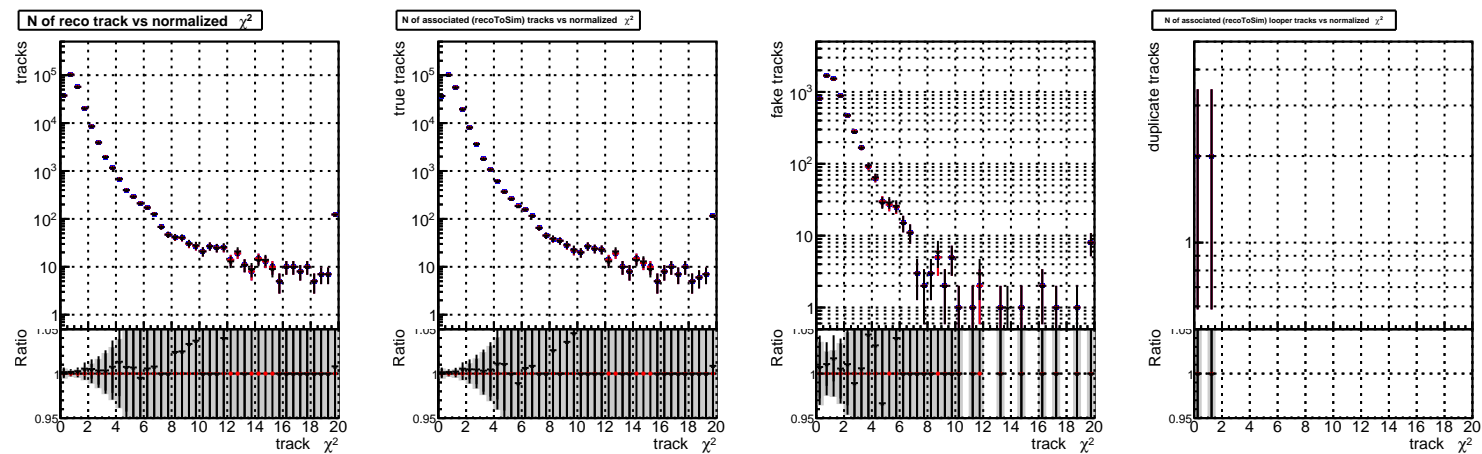 N of reco track vs normalized χ²
tracks
10⁵
10⁴
10³
10²
10
1
Ratio
1.05
1
0.95
0 2 4 6 8 10 12 14 16 18 20
track χ²
N of associated (recoToSim) tracks vs normalized χ²
true tracks
10⁵
10⁴
10³
10²
10
1
Ratio
1.05
1
0.95
0 2 4 6 8 10 12 14 16 18 20
track χ²
fake tracks
10³
10²
10
1
Ratio
1.05
1
0.95
0 2 4 6 8 10 12 14 16 18 20
track χ²
N of associated (recoToSim) looper tracks vs normalized χ²
duplicate tracks
1
Ratio
1.05
1
0.95
0 2 4 6 8 10 12 14 16 18 20
track χ²